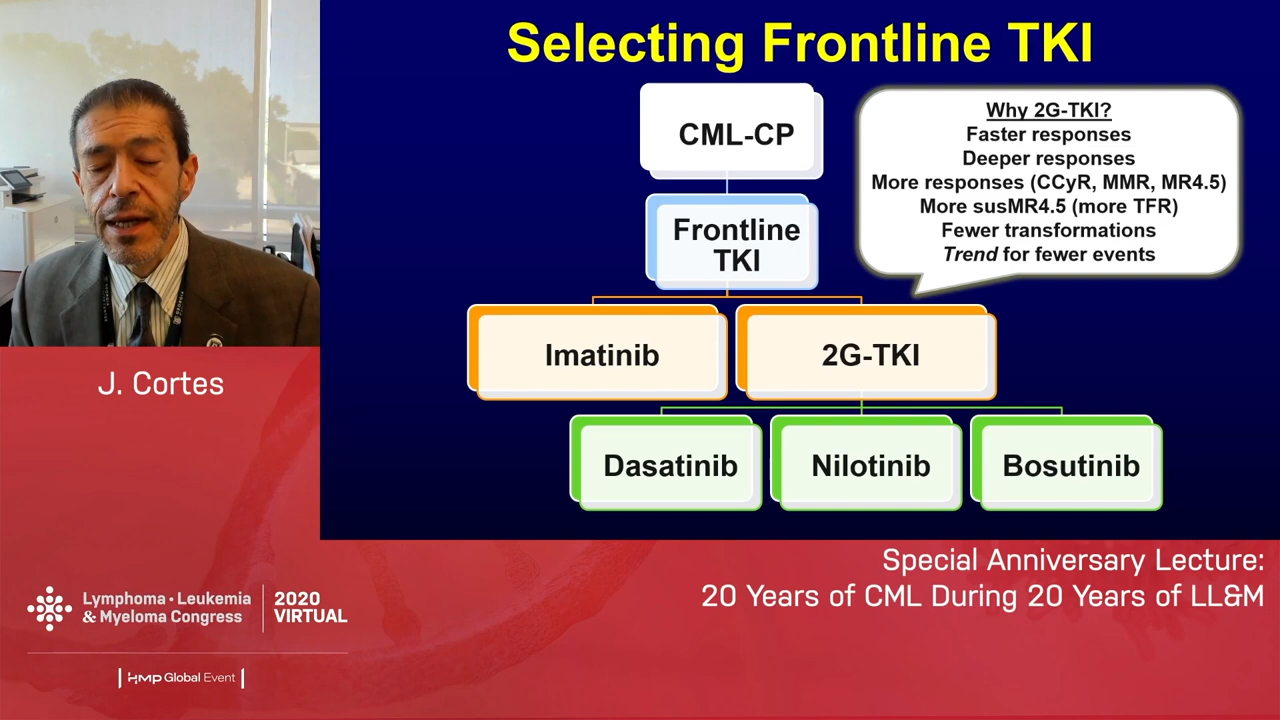 Selecting Frontline TKI
CML-CP
Why 2G-TKI?
Faster responses
Deeper responses
More responses (CCyR, MMR, MR4.5)
More susMR4.5 (more TFR)
Fewer transformations
Trend for fewer events
Frontline
TKI
Imatinib
2G-TKI
Dasatinib
Nilotinib
Bosutinib
J. Cortes
Special Anniversary Lecture:
20 Years of CML During 20 Years of LL&M
Lymphoma • Leukemia
& Myeloma Congress
2020
VIRTUAL
HMP Global Event